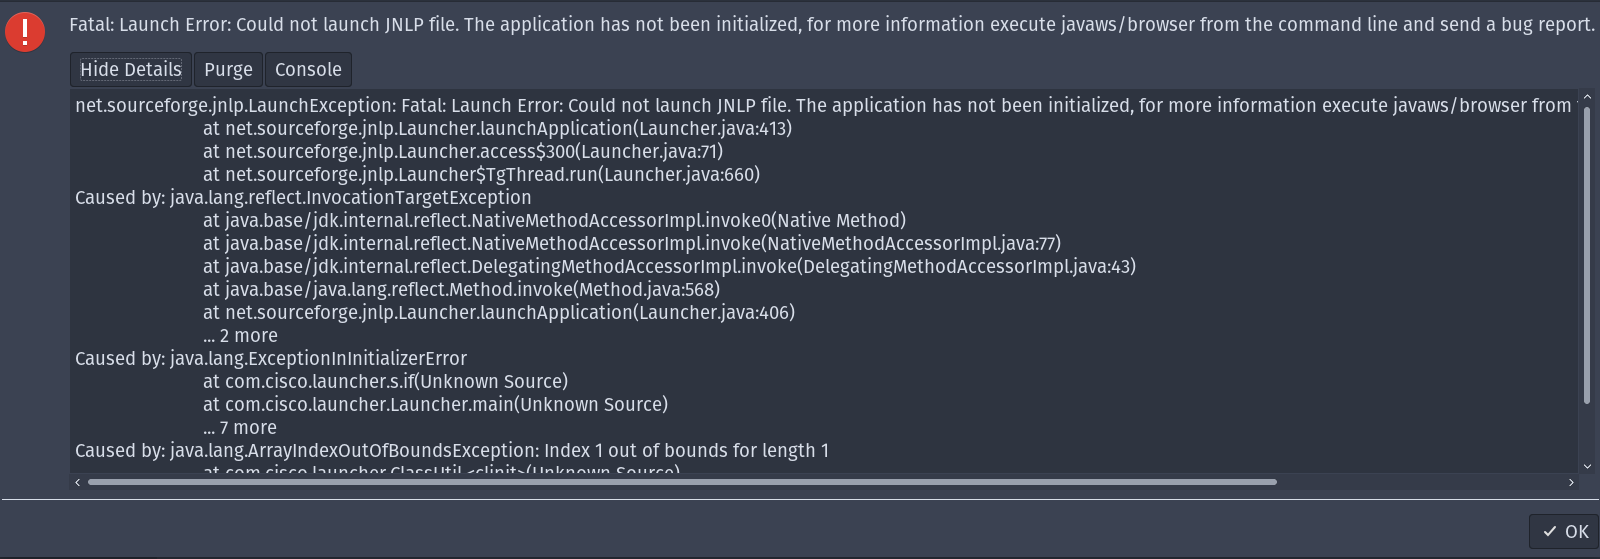 Fatal: Launch Error: Could not launch JNLP file. The application has not been initialized, for more information execute javaws/browser from the command line and send a bug report.
Hide Details Purge Console
net.sourceforge.jnlp.LaunchException: Fatal: Launch Error: Could not launch JNLP file. The application has not been initialized, for more information execute javaws/browser from
at net.sourceforge.jnlp.Launcher.launchApplication(Launcher.java:413)
at net.sourceforge.jnlp.Launcher.access$300(Launcher.java:71)
at net.sourceforge.jnlp.Launcher$TgThread.run(Launcher.java:660)
Caused by: java.lang.reflect.InvocationTargetException
at java.base/jdk.internal.reflect.NativeMethodAccessorImpl.invoke0(Native Method)
at java.base/jdk.internal.reflect.NativeMethodAccessorImpl.invoke(NativeMethodAccessorImpl.java:77)
at java.base/jdk.internal.reflect.DelegatingMethodAccessorImpl.invoke(DelegatingMethodAccessorImpl.java:43)
at java.base/java.lang.reflect.Method.invoke(Method.java:568)
at net.sourceforge.jnlp.Launcher.launchApplication(Launcher.java:406)
... 2 more
Caused by: java.lang.ExceptionInInitializerError
at com.cisco.launcher.s.if(Unknown Source)
at com.cisco.launcher.Launcher.main(Unknown Source)
... 7 more
Caused by: java.lang.ArrayIndexOutOfBoundsException: Index 1 out of bounds for length 1
at com.cisco.launcher.ClassUtil.<clinit>(Unknown Source)
OK